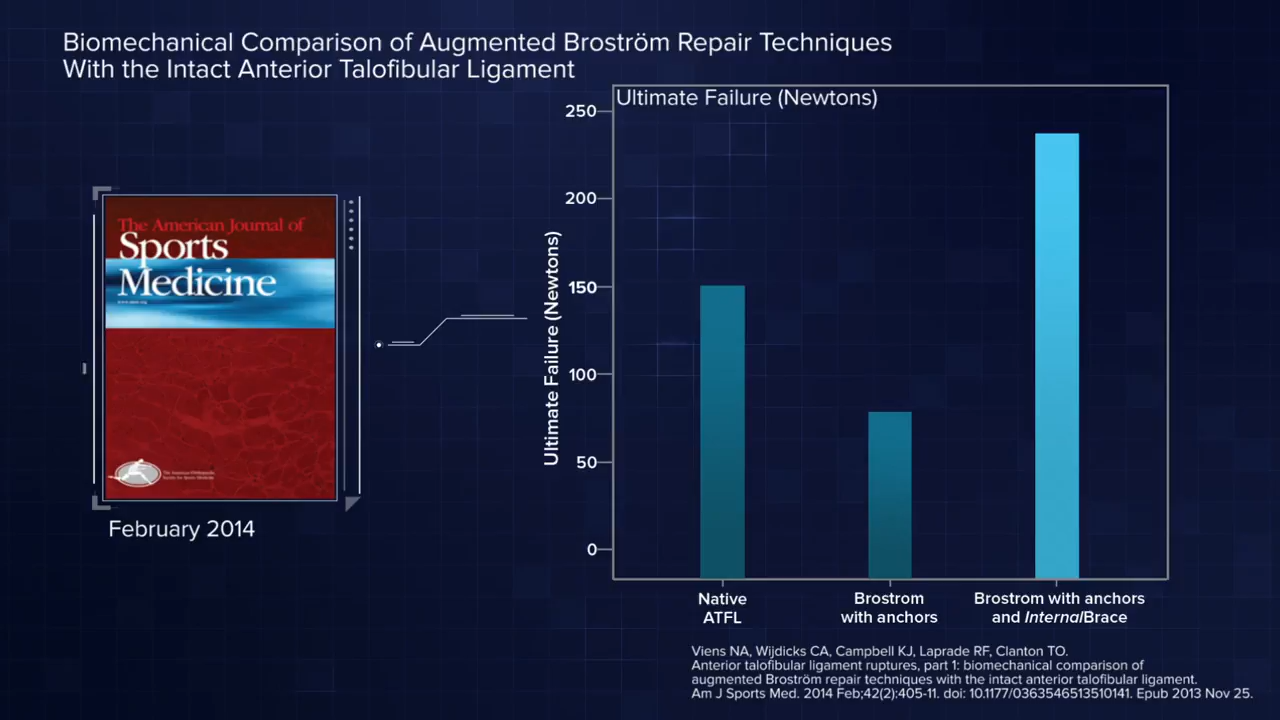 Biomechanical Comparison of Augmented Broström Repair Techniques
With the Intact Anterior Talofibular Ligament
The American Journal of
Sports
Medicine
February 2014
Ultimate Failure (Newtons)
Ultimate Failure (Newtons)
250
200
150
100
50
0
Native
ATFL
Brostrom
with anchors
Brostrom with anchors
and InternalBrace
Viens NA, Wijdicks CA, Campbell KJ, Laprade RF, Clanton TO.
Anterior talofibular ligament ruptures, part 1: biomechanical comparison of
augmented Broström repair techniques with the intact anterior talofibular ligament.
Am J Sports Med. 2014 Feb;42(2):405-11. doi: 10.1177/0363546513510141. Epub 2013 Nov 25.